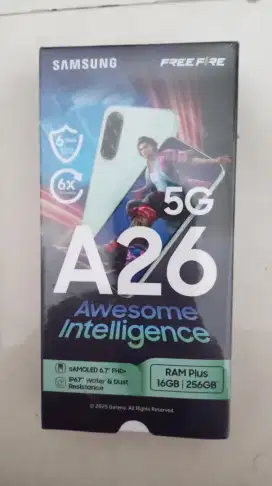 SAMSUNG
FREE FIRE
6
6X
5G
A26
Awesome
Intelligence
sAMOLED 6.7" FHD+
IP67* Water & Dust
Resistance
RAM Plus
16GB | 256GB*
© 2025 Garena. All Rights Reserved.